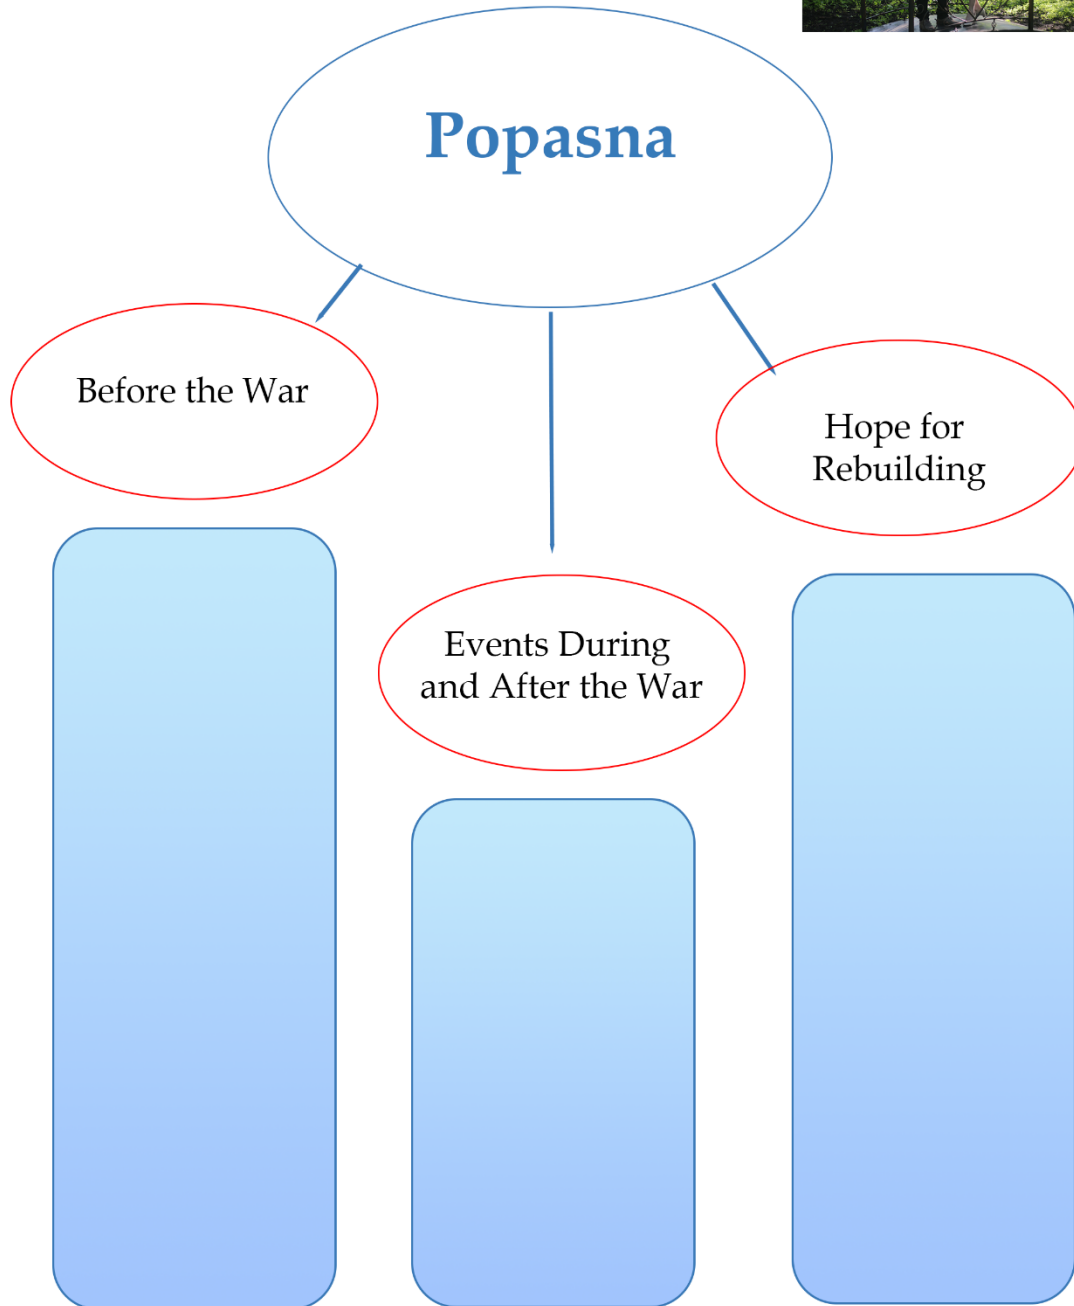 Popasna
Before the War
Hope for
Rebuilding
Events During
and After the War